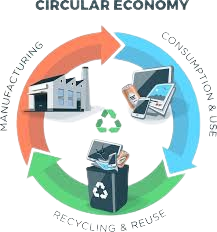 CIRCULAR ECONOMY
MANUFACTURING
CONSUMPTION & USE
RECYCLING & REUSE